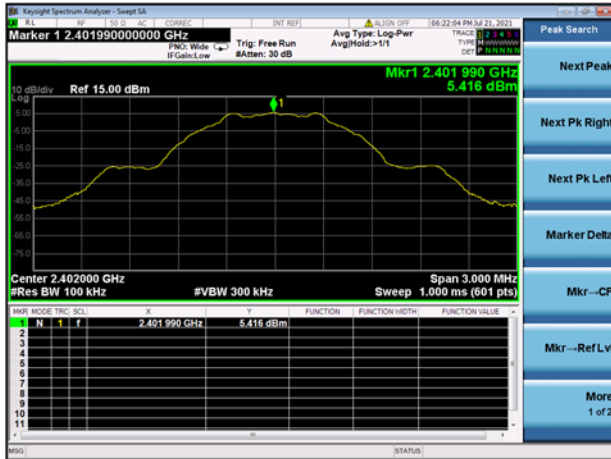 Keysight Spectrum Analyzer - Swept SA
RL RF 50 Ω AC CORREC INT REF ALIGN OFF 06:22:04 PM Jul 21, 2021
Marker 1 2.401990000000 GHz
PNO: Wide
IFGain:Low
Trig: Free Run
#Atten: 30 dB
Avg Type: Log-Pwr
Avg|Hold:>1/1
TRACE 1 2 3 4 5 6
TYPE M WWWWW
DET P NNNNN
Mkr1 2.401 990 GHz
5.416 dBm
10 dB/div Ref 15.00 dBm
Log
1
5.00
-5.00
-15.0
-25.0
-35.0
-45.0
-55.0
-65.0
-75.0
Center 2.402000 GHz Span 3.000 MHz
#Res BW 100 kHz #VBW 300 kHz Sweep 1.000 ms (601 pts)
MKR MODE TRC SCL X Y FUNCTION FUNCTION WIDTH FUNCTION VALUE
1 N 1 f 2.401 990 GHz 5.416 dBm
2
3
4
5
6
7
8
9
10
11
MSG STATUS
Peak Search
Next Peak
Next Pk Right
Next Pk Left
Marker Delta
Mkr→CF
Mkr→Ref Lvl
More
1 of 2